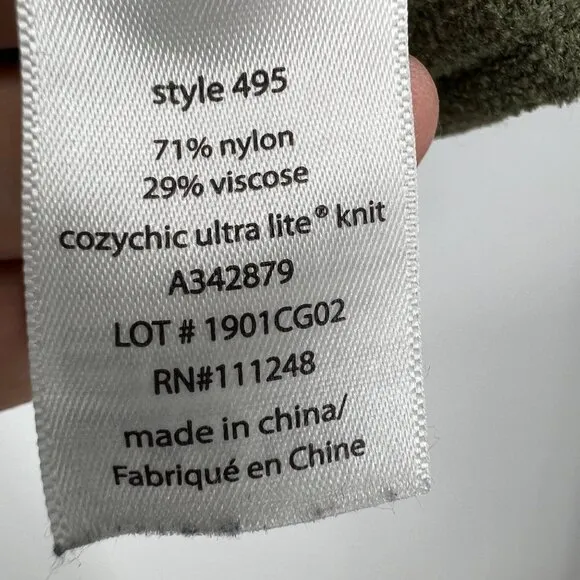 style 495
71% nylon
29% viscose
cozychic ultra lite® knit
A342879
LOT # 1901CG02
RN#111248
made in china/
Fabriqué en Chine